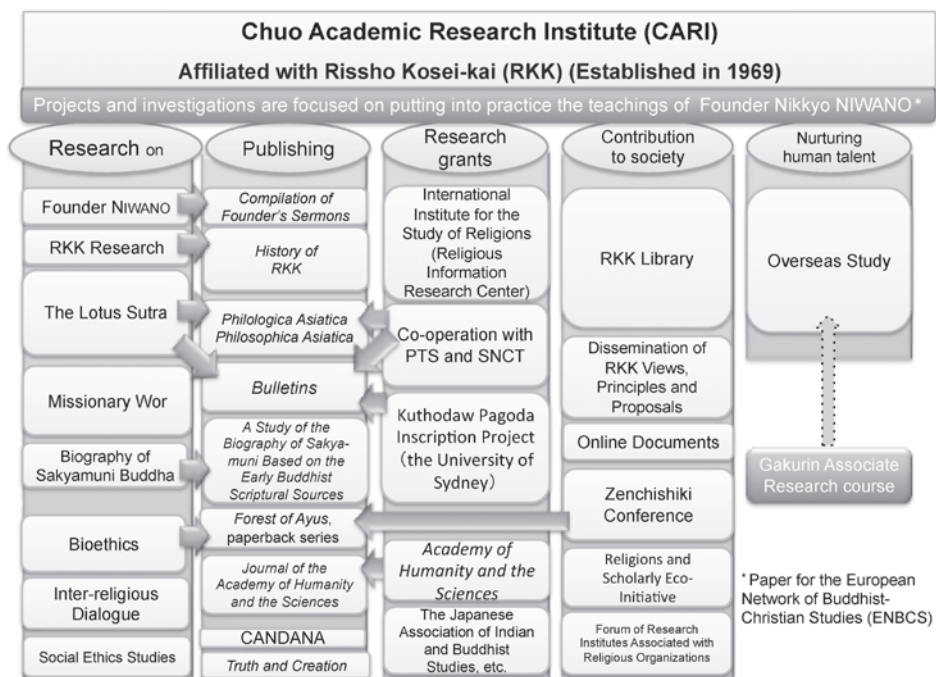 Chuo Academic Research Institute (CARI)
Affiliated with Rissho Kosei-kai (RKK) (Established in 1969)
Projects and investigations are focused on putting into practice the teachings of Founder Nikkyo NIWANO*
Research on
Founder NIWANO
RKK Research
The Lotus Sutra
Missionary Wor
Biography of
Sakyamuni Buddha
Bioethics
Inter-religious
Dialogue
Social Ethics Studies
Publishing
Compilation of
Founder's Sermons
History of
RKK
Philologica Asiatica
Philosophica Asiatica
Bulletins
A Study of the
Biography of Sakya-
muni Based on the
Early Buddhist
Scriptural Sources
Forest of Ayus,
paperback series
Journal of the
Academy of Humanity
and the Sciences
CANDANA
Truth and Creation
Research
grants
International
Institute for the
Study of Religions
(Religious
Information
Research Center)
Co-operation with
PTS and SNCT
Kuthodaw Pagoda
Inscription Project
(the University of
Sydney)
Academy of
Humanity and the
Sciences
The Japanese
Association of Indian
and Buddhist
Studies, etc.
Contribution
to society
RKK Library
Dissemination of
RKK Views,
Principles and
Proposals
Online Documents
Zenchishiki
Conference
Religions and
Scholarly Eco-
Initiative
Forum of Research
Institutes Associated with
Religious Organizations
Nurturing
human talent
Overseas Study
Gakurin Associate
Research course
* Paper for the European
Network of Buddhist-
Christian Studies (ENBCS)